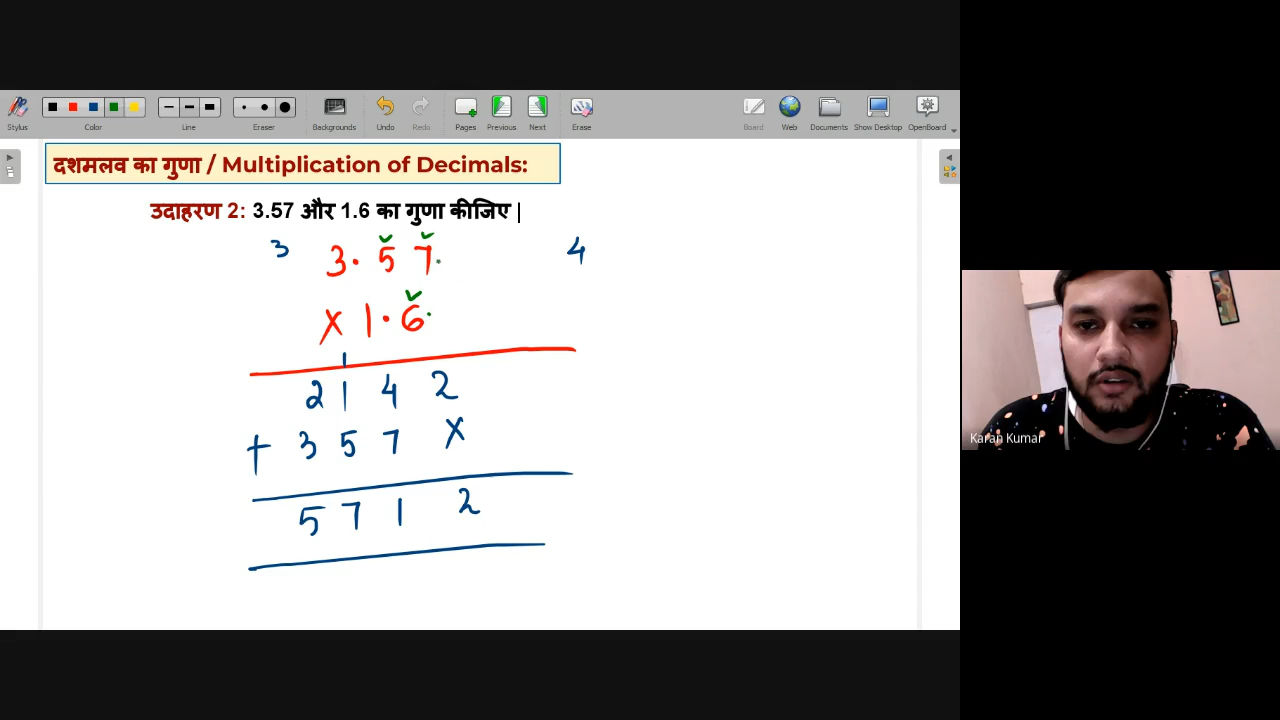 Stylus Color Line Eraser Backgrounds Undo Redo Pages Previous Next Erase Board Web Documents Show Desktop OpenBoard
दशमलव का गुणा / Multiplication of Decimals:
उदाहरण 2: 3.57 और 1.6 का गुणा कीजिए |
3 3.57 4
x 1.6
1
2142
+ 357x
5712
Karan Kumar